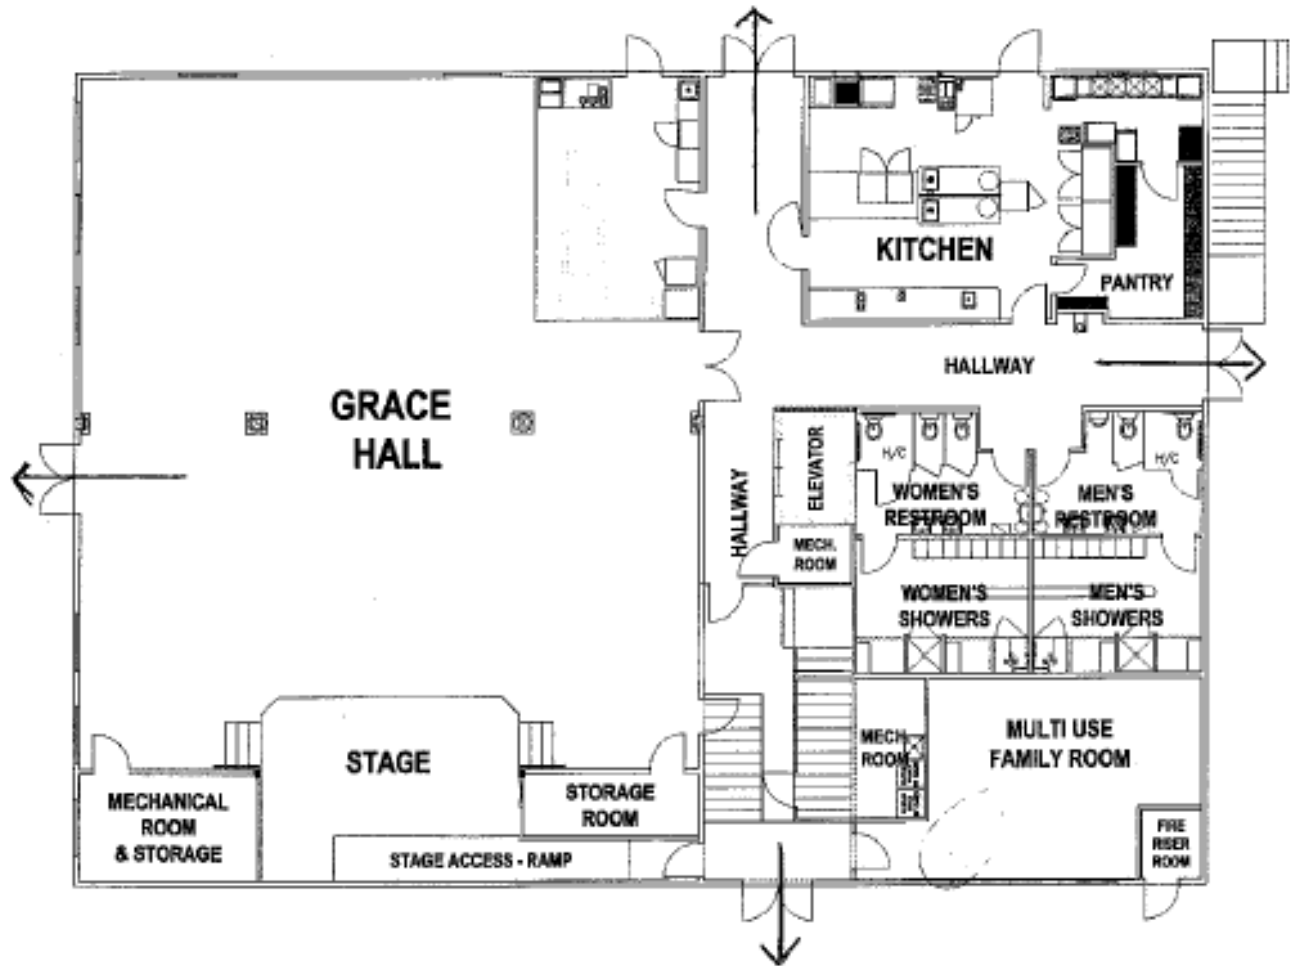 KITCHEN
PANTRY
HALLWAY
GRACE
HALL
HALLWAY
ELEVATOR
H/C
H/C
WOMEN'S
RESTROOM
MEN'S
RESTROOM
MECH.
ROOM
WOMEN'S
SHOWERS
MEN'S
SHOWERS
STAGE
MECH.
ROOM
MULTI USE
FAMILY ROOM
MECHANICAL
ROOM
& STORAGE
STORAGE
ROOM
STAGE ACCESS - RAMP
FIRE
RISER
ROOM